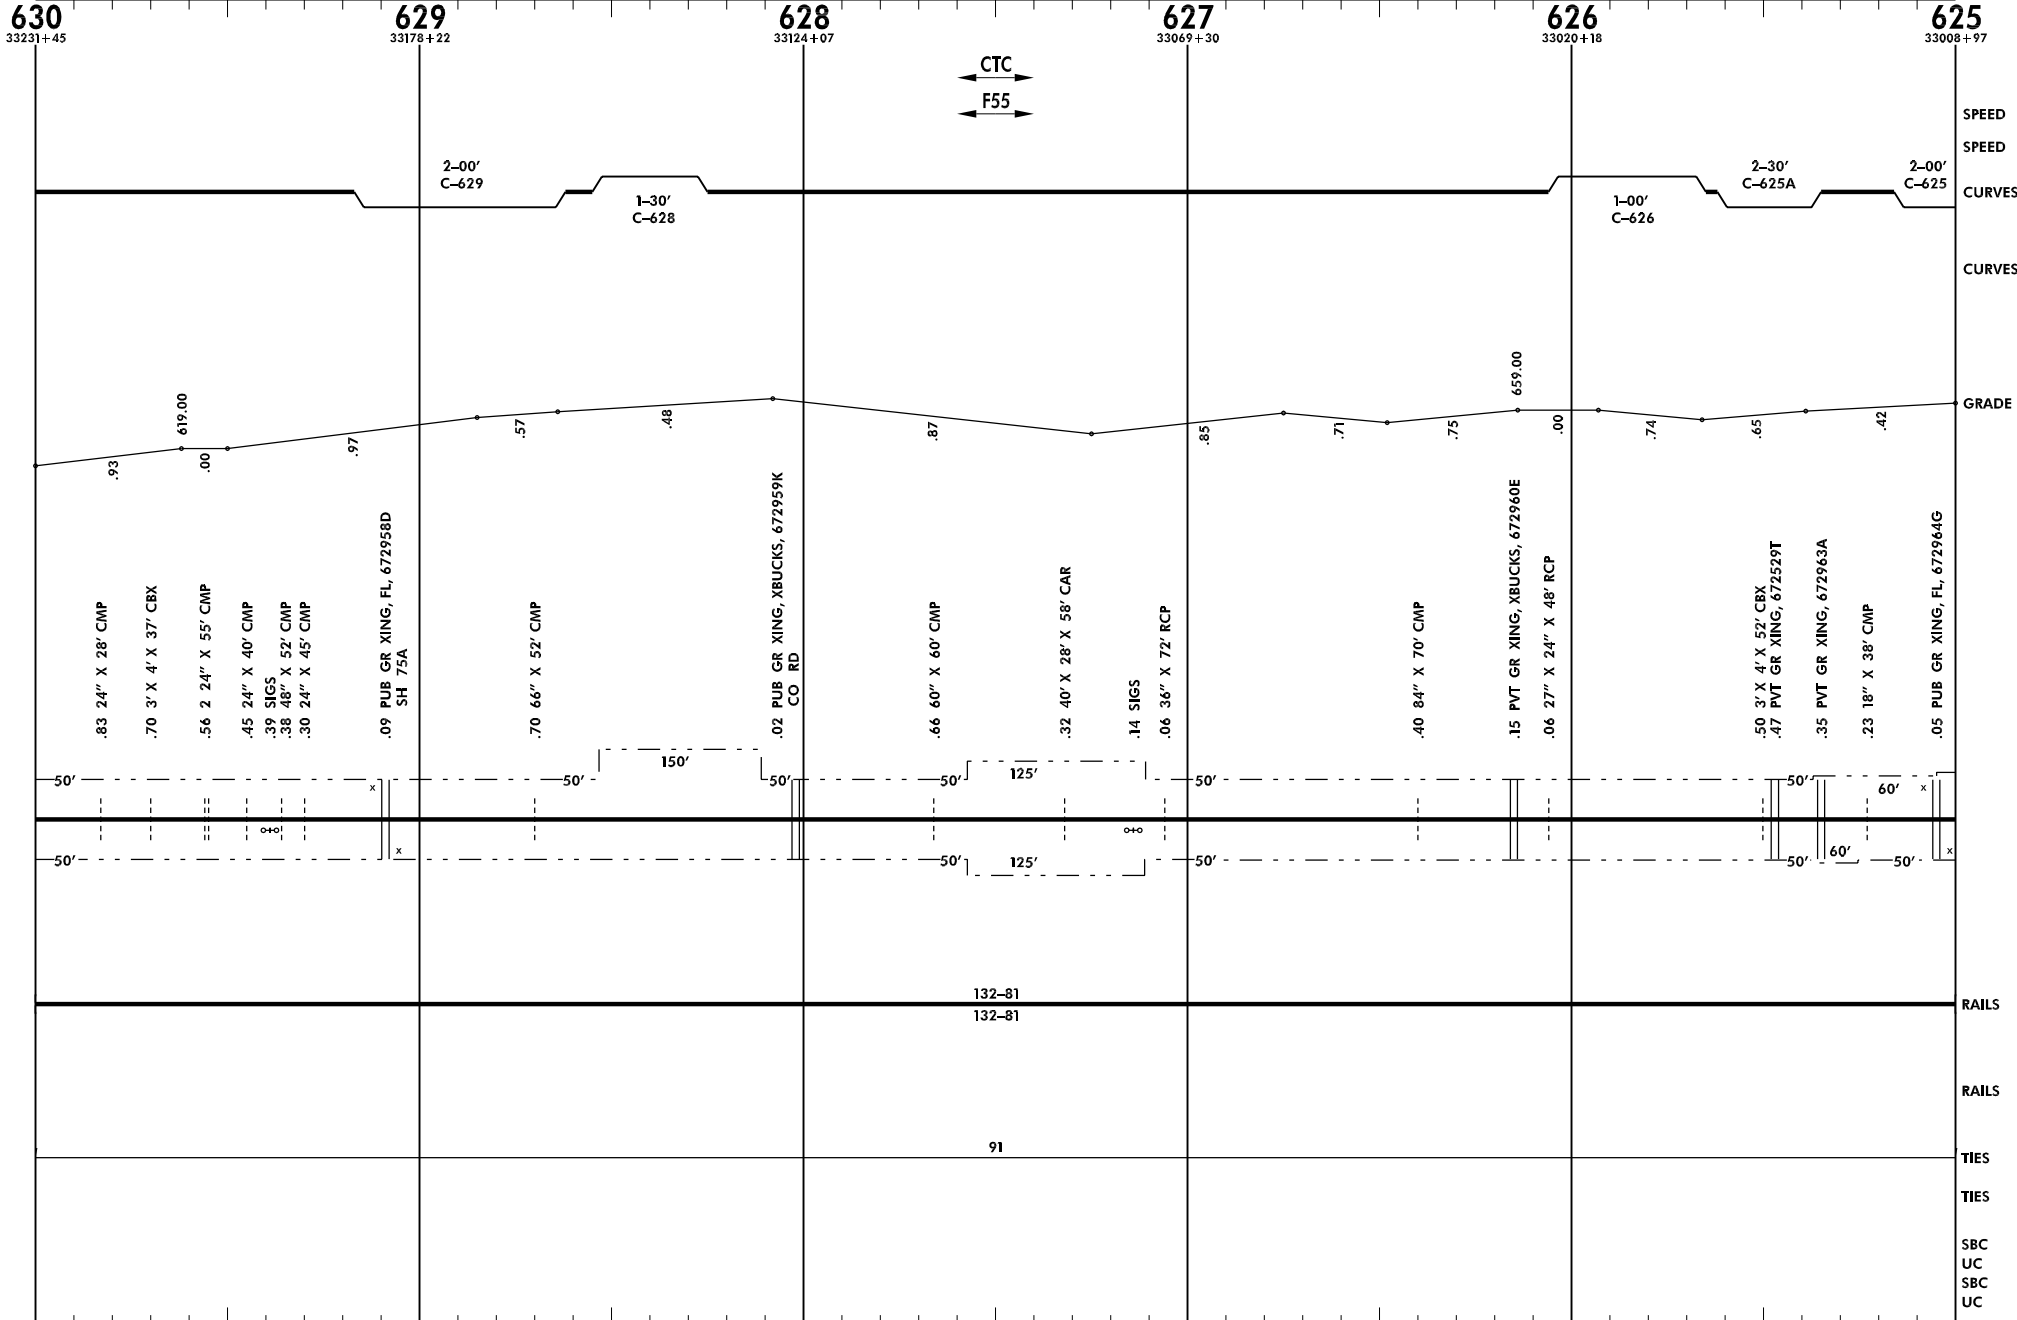 630 629 628 627 626 625
33231+45 33178+22 33124+07 33069+30 33020+18 33008+97
CTC
F55
SPEED
SPEED
2–00′
C–629
1–30′
C–628
1–00′
C–626
2–30′
C–625A
2–00′
C–625
CURVES
CURVES
619.00
659.00
.93
.00
.97
.57
.48
.87
.85
.71
.75
.00
.74
.65
.42
GRADE
.83 24″ X 28′ CMP
.70 3′ X 4′ X 37′ CBX
.56 2 24″ X 55′ CMP
.45 24″ X 40′ CMP
.39 SIGS
.38 48″ X 52′ CMP
.30 24″ X 45′ CMP
.09 PUB GR XING, FL, 672958D
SH 75A
.70 66″ X 52′ CMP
.02 PUB GR XING, XBUCKS, 672959K
CO RD
.66 60″ X 60′ CMP
.32 40′ X 28′ X 58′ CAR
.14 SIGS
.06 36″ X 72′ RCP
.40 84″ X 70′ CMP
.15 PVT GR XING, XBUCKS, 672960E
.06 27″ X 24″ X 48′ RCP
.50 3′ X 4′ X 52′ CBX
.47 PVT GR XING, 672529T
.35 PVT GR XING, 672963A
.23 18″ X 38′ CMP
.05 PUB GR XING, FL, 672964G
50′ 50′ 150′ 50′ 50′ 125′ 50′ 50′ 60′
x x
x x
50′ 50′ 125′ 50′ 50′ 60′ 50′
132–81
132–81
RAILS
RAILS
91
TIES
TIES
SBC
UC
SBC
UC